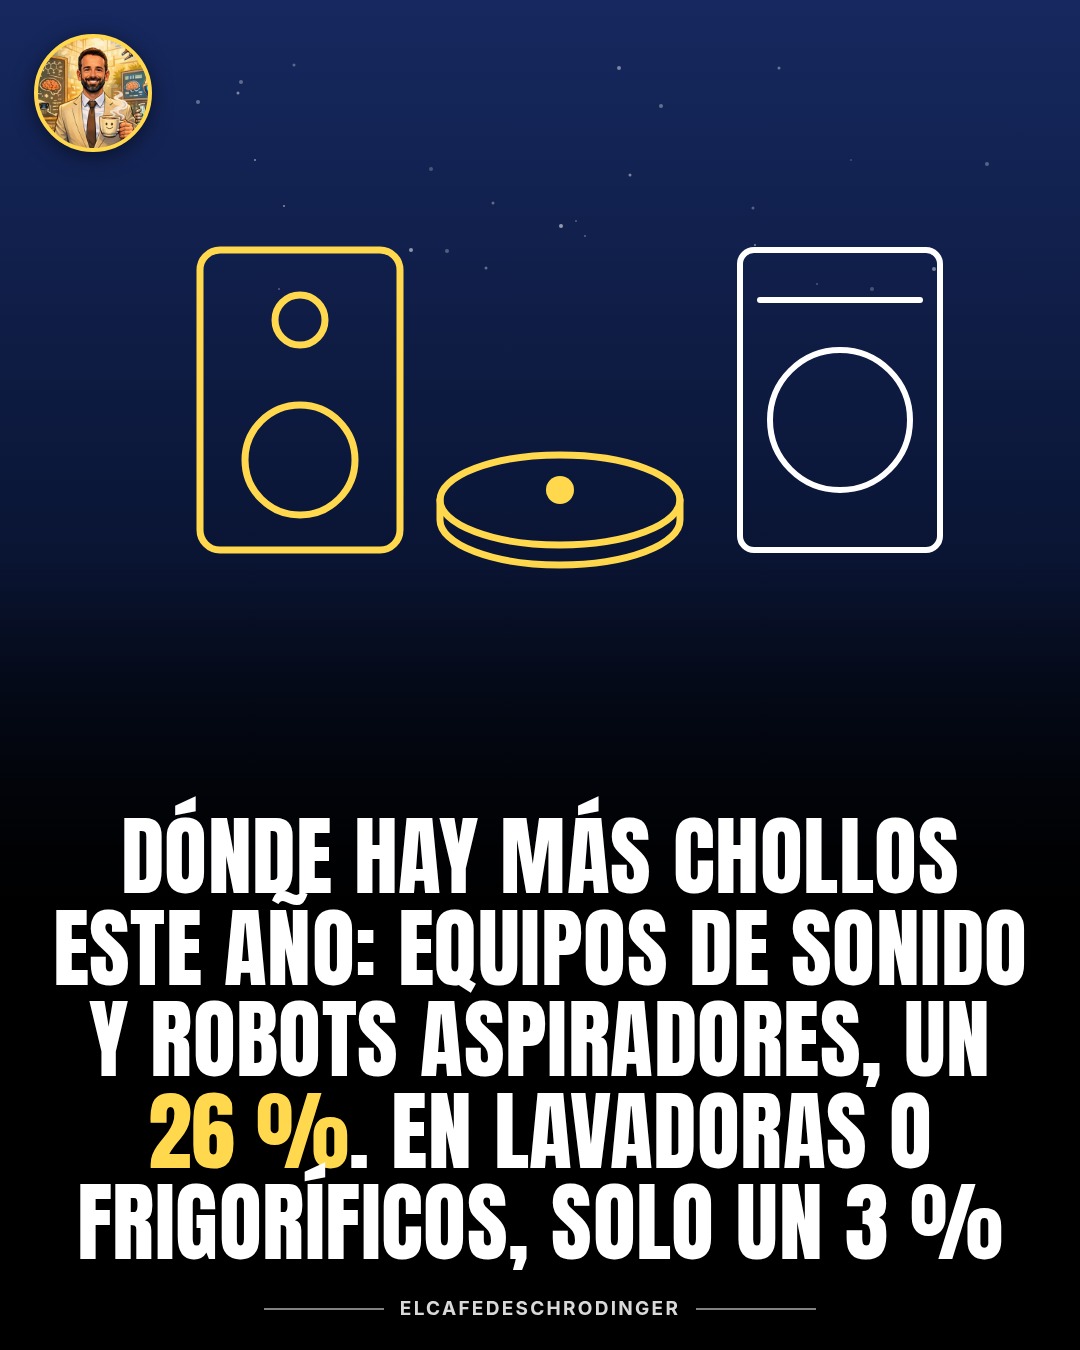 DÓNDE HAY MÁS CHOLLOS
ESTE AÑO: EQUIPOS DE SONIDO
Y ROBOTS ASPIRADORES, UN
26 %. EN LAVADORAS O
FRIGORÍFICOS, SOLO UN 3 %
ELCAFEDESCHRODINGER